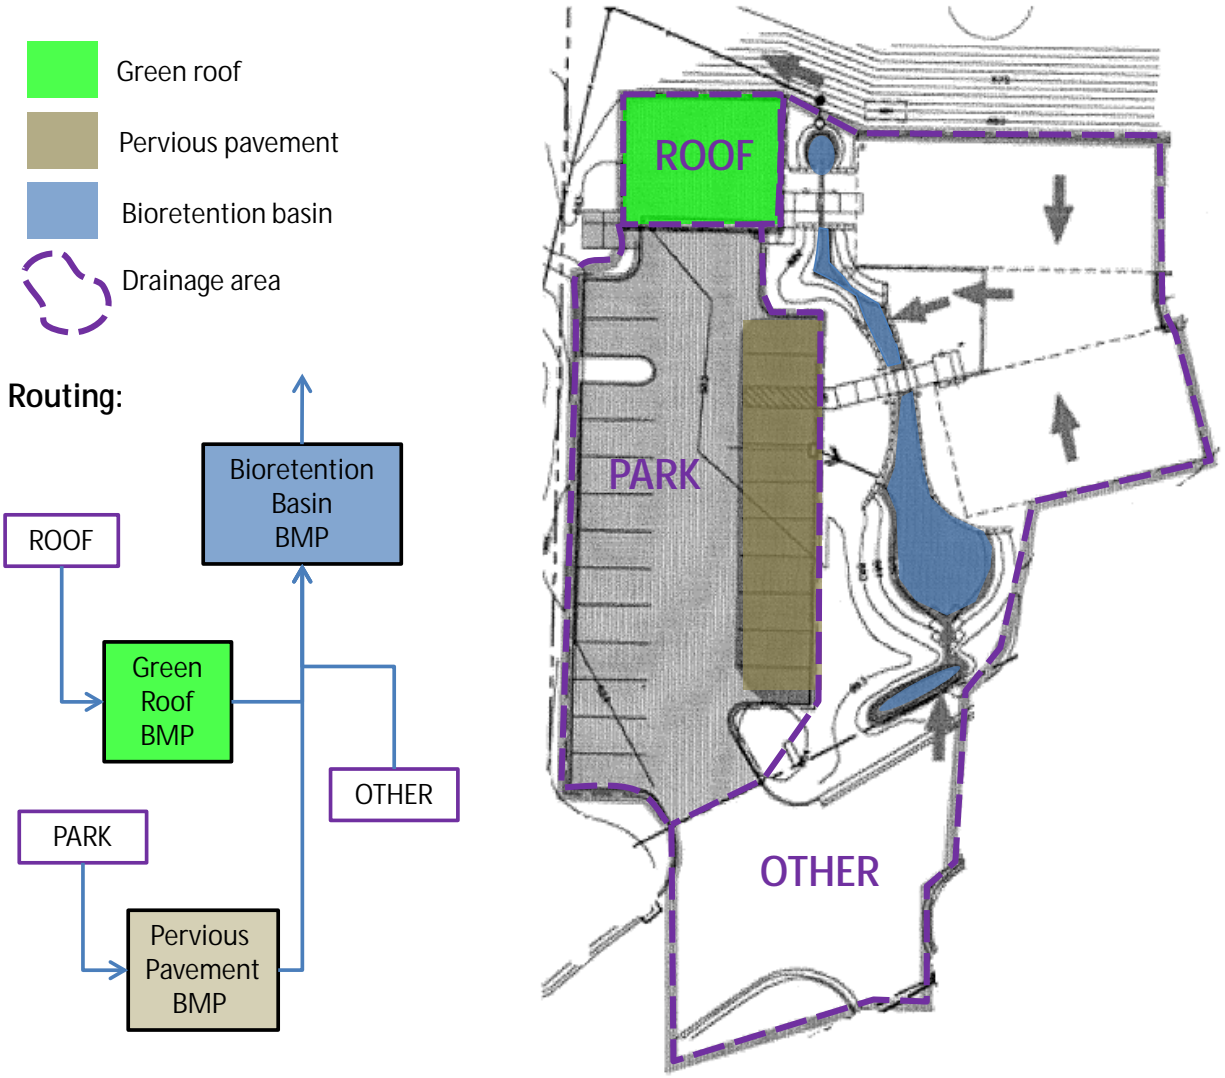 Green roof
Pervious pavement
Bioretention basin
Drainage area
Routing:
Bioretention
Basin
BMP
ROOF
Green
Roof
BMP
OTHER
PARK
Pervious
Pavement
BMP
ROOF
PARK
OTHER